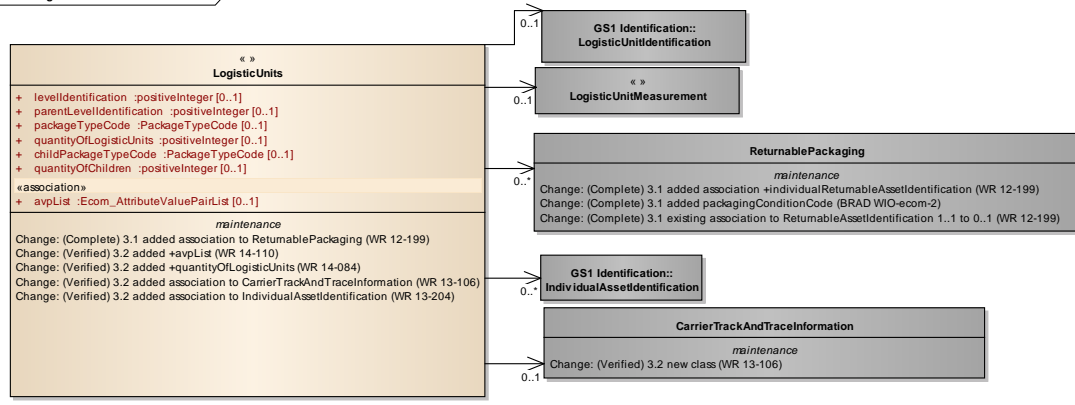 « »
LogisticUnits
+ levelIdentification :positiveInteger [0..1]
+ parentLevelIdentification :positiveInteger [0..1]
+ packageTypeCode :PackageTypeCode [0..1]
+ quantityOfLogisticUnits :positiveInteger [0..1]
+ childPackageTypeCode :PackageTypeCode [0..1]
+ quantityOfChildren :positiveInteger [0..1]
«association»
+ avpList :Ecom_AttributeValuePairList [0..1]
maintenance
Change: (Complete) 3.1 added association to ReturnablePackaging (WR 12-199)
Change: (Verified) 3.2 added +avpList (WR 14-110)
Change: (Verified) 3.2 added +quantityOfLogisticUnits (WR 14-084)
Change: (Verified) 3.2 added association to CarrierTrackAndTraceInformation (WR 13-106)
Change: (Verified) 3.2 added association to IndividualAssetIdentification (WR 13-204)
0..1
GS1 Identification::
LogisticUnitIdentification
0..1
« »
LogisticUnitMeasurement
0..*
ReturnablePackaging
maintenance
Change: (Complete) 3.1 added association +individualReturnableAssetIdentification (WR 12-199)
Change: (Complete) 3.1 added packagingConditionCode (BRAD WIO-ecom-2)
Change: (Complete) 3.1 existing association to ReturnableAssetIdentification 1..1 to 0..1 (WR 12-199)
0..*
GS1 Identification::
IndividualAssetIdentification
0..1
CarrierTrackAndTraceInformation
maintenance
Change: (Verified) 3.2 new class (WR 13-106)